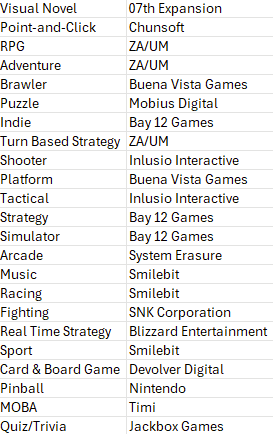 Visual Novel 07th Expansion
Point-and-Click Chunsoft
RPG ZA/UM
Adventure ZA/UM
Brawler Buena Vista Games
Puzzle Mobius Digital
Indie Bay 12 Games
Turn Based Strategy ZA/UM
Shooter Inlusio Interactive
Platform Buena Vista Games
Tactical Inlusio Interactive
Strategy Bay 12 Games
Simulator Bay 12 Games
Arcade System Erasure
Music Smilebit
Racing Smilebit
Fighting SNK Corporation
Real Time Strategy Blizzard Entertainment
Sport Smilebit
Card & Board Game Devolver Digital
Pinball Nintendo
MOBA Timi
Quiz/Trivia Jackbox Games